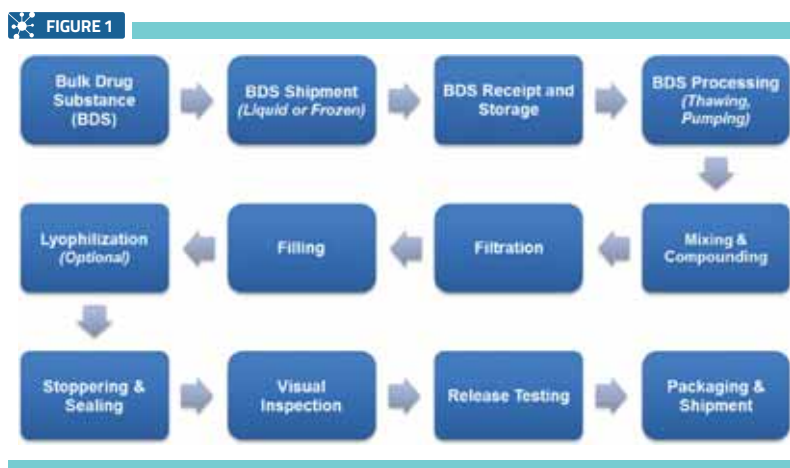 FIGURE 1
Bulk Drug
Substance
(BDS)
BDS Shipment
(Liquid or Frozen)
BDS Receipt and
Storage
BDS Processing
(Thawing,
Pumping)
Mixing &
Compounding
Filtration
Filling
Lyophilization
(Optional)
Stoppering &
Sealing
Visual
Inspection
Release Testing
Packaging &
Shipment